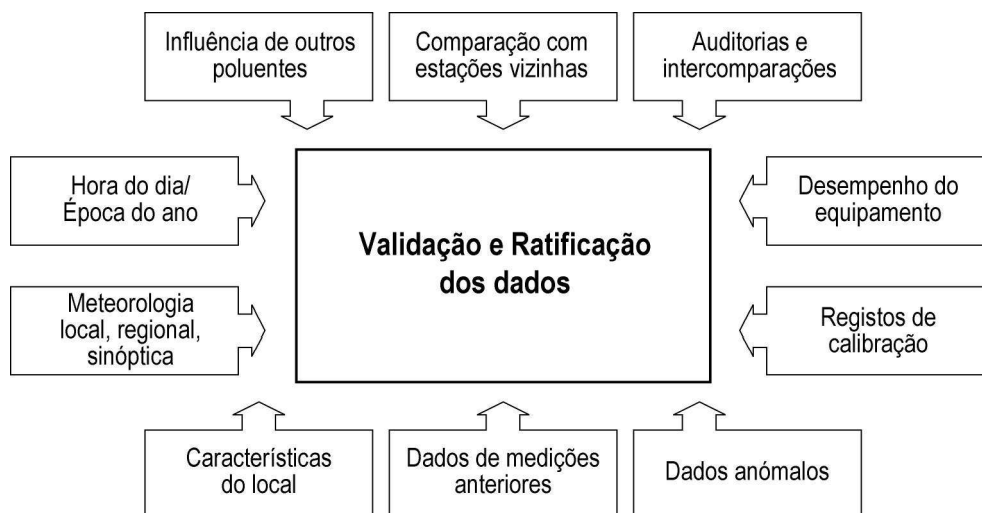 Influência de outros
poluentes
Comparação com
estações vizinhas
Auditorias e
intercomparações
Hora do dia/
Época do ano
Desempenho do
equipamento
Validação e Ratificação
dos dados
Meteorologia
local, regional,
sinóptica
Registos de
calibração
Características
do local
Dados de medições
anteriores
Dados anómalos